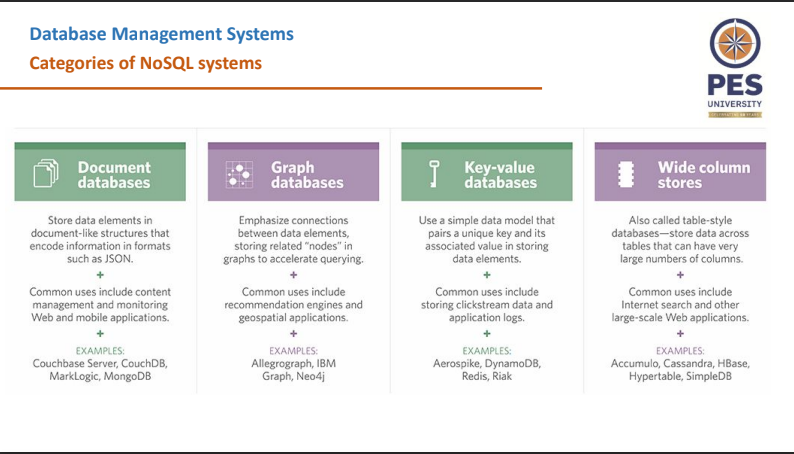 Database Management Systems
Categories of NoSQL systems
PES
UNIVERSITY
Document
databases
Store data elements in
document-like structures that
encode information in formats
such as JSON.
+
Common uses include content
management and monitoring
Web and mobile applications.
+
EXAMPLES:
Couchbase Server, CouchDB,
MarkLogic, MongoDB
Graph
databases
Emphasize connections
between data elements,
storing related "nodes" in
graphs to accelerate querying.
+
Common uses include
recommendation engines and
geospatial applications.
+
EXAMPLES:
Allegrograph, IBM
Graph, Neo4j
Key-value
databases
Use a simple data model that
pairs a unique key and its
associated value in storing
data elements.
+
Common uses include
storing clickstream data and
application logs.
+
EXAMPLES:
Aerospike, DynamoDB,
Redis, Riak
Wide column
stores
Also called table-style
databases—store data across
tables that can have very
large numbers of columns.
+
Common uses include
Internet search and other
large-scale Web applications.
+
EXAMPLES:
Accumulo, Cassandra, HBase,
Hypertable, SimpleDB